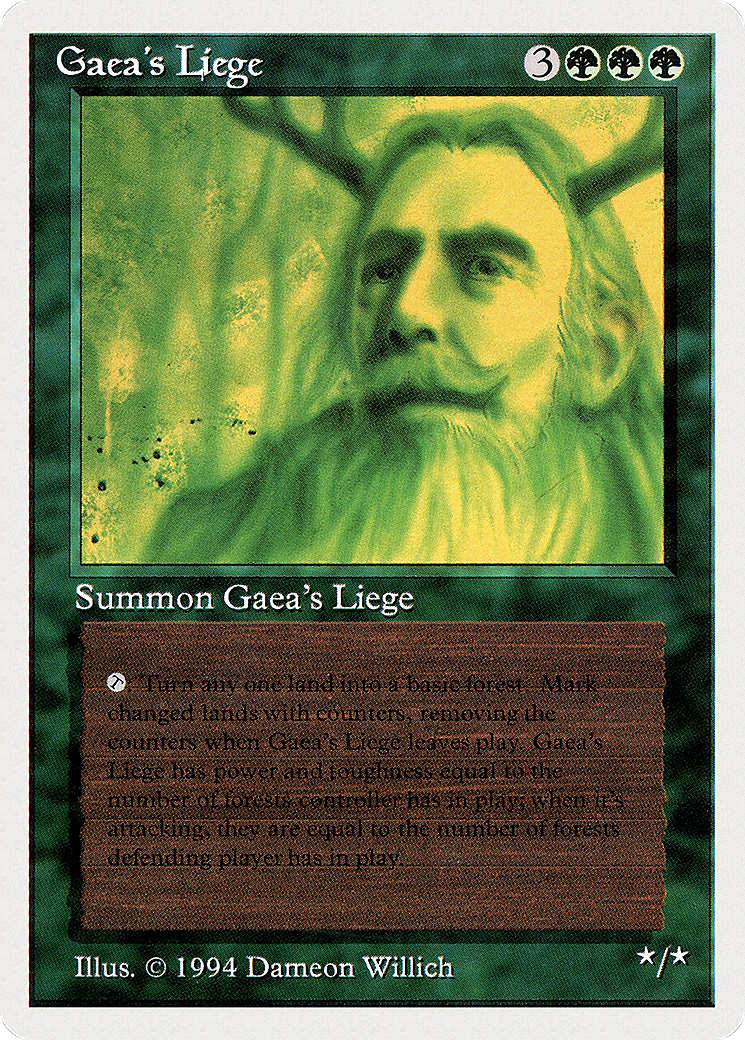 Gaea's Liege
3
Summon Gaea's Liege
T: Turn any one land into a basic forest. Mark
changed lands with counters, removing the
counters when Gaea's Liege leaves play. Gaea's
Liege has power and toughness equal to the
number of forests controller has in play; when it's
attacking, they are equal to the number of forests
defending player has in play.
Illus. © 1994 Dameon Willich
★/★